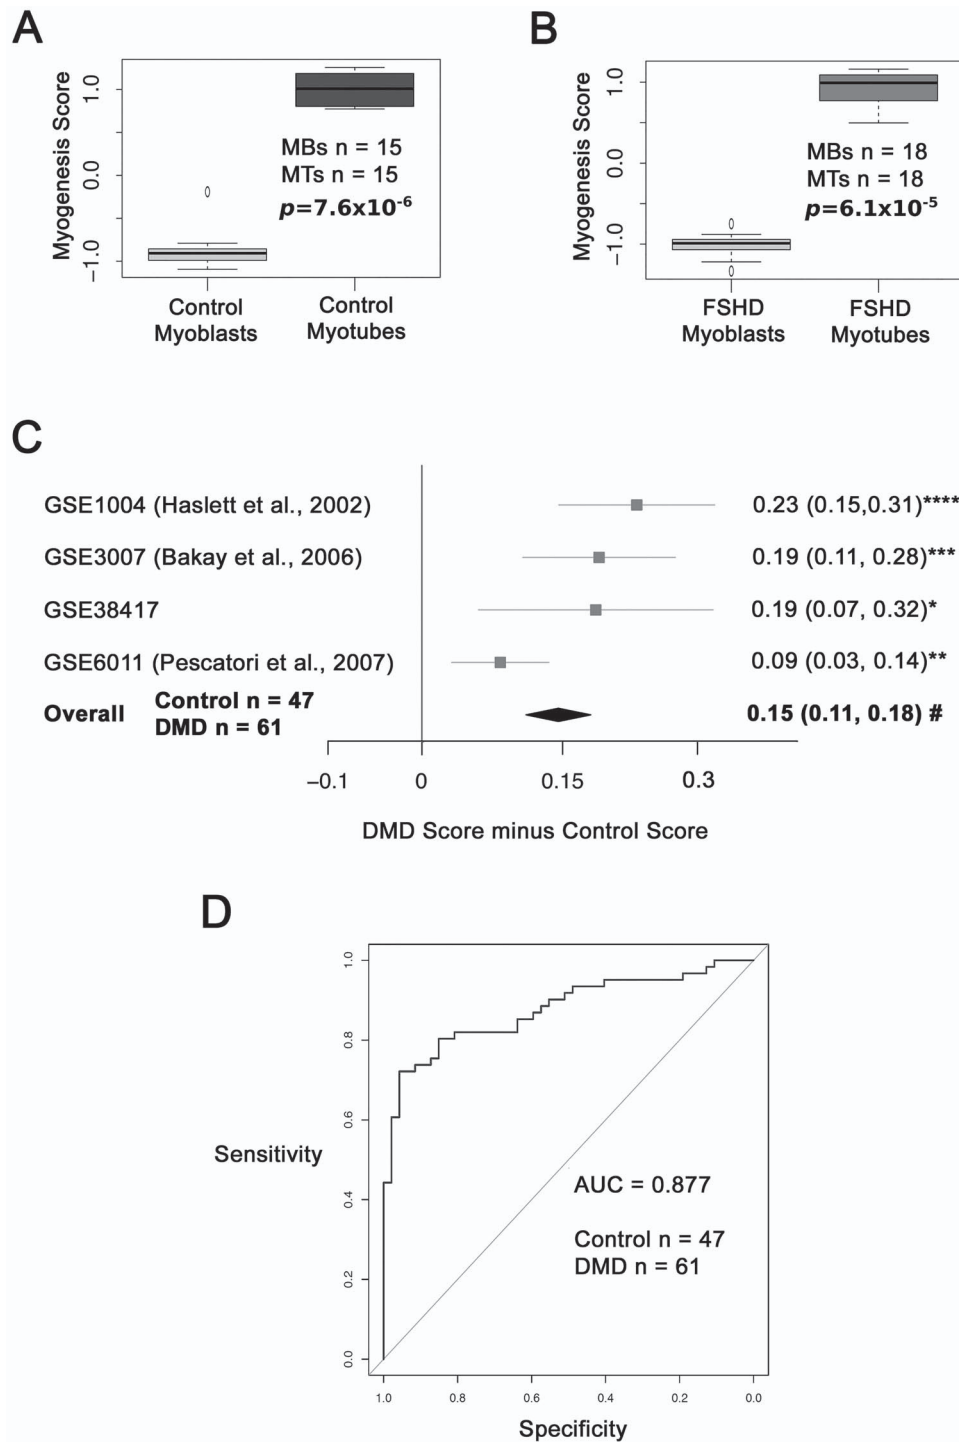 A
Myogenesis Score
1.0
0.0
−1.0
MBs n = 15
MTs n = 15
p=7.6x10-6
Control
Myoblasts
Control
Myotubes
B
Myogenesis Score
1.0
0.0
−1.0
MBs n = 18
MTs n = 18
p=6.1x10-5
FSHD
Myoblasts
FSHD
Myotubes
C
GSE1004 (Haslett et al., 2002) 0.23 (0.15,0.31)****
GSE3007 (Bakay et al., 2006) 0.19 (0.11, 0.28)***
GSE38417 0.19 (0.07, 0.32)*
GSE6011 (Pescatori et al., 2007) 0.09 (0.03, 0.14)**
Overall Control n = 47
DMD n = 61
0.15 (0.11, 0.18) #
−0.1 0 0.15 0.3
DMD Score minus Control Score
D
Sensitivity
1.0
0.8
0.6
0.4
0.2
0.0
AUC = 0.877
Control n = 47
DMD n = 61
1.0 0.8 0.6 0.4 0.2 0.0
Specificity